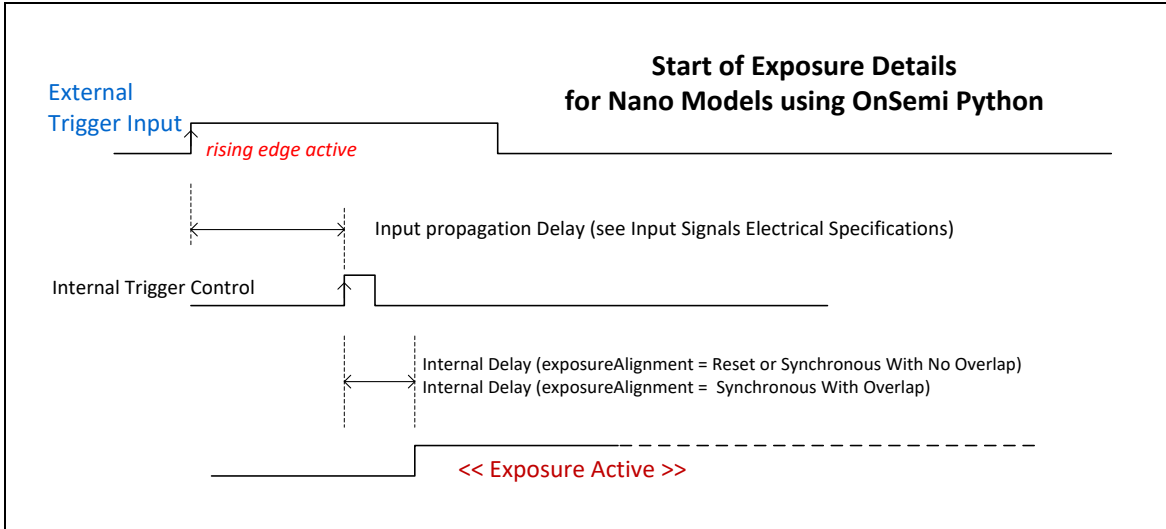 Start of Exposure Details
for Nano Models using OnSemi Python
External
Trigger Input
rising edge active
Input propagation Delay (see Input Signals Electrical Specifications)
Internal Trigger Control
Internal Delay (exposureAlignment = Reset or Synchronous With No Overlap)
Internal Delay (exposureAlignment =  Synchronous With Overlap)
<< Exposure Active >>